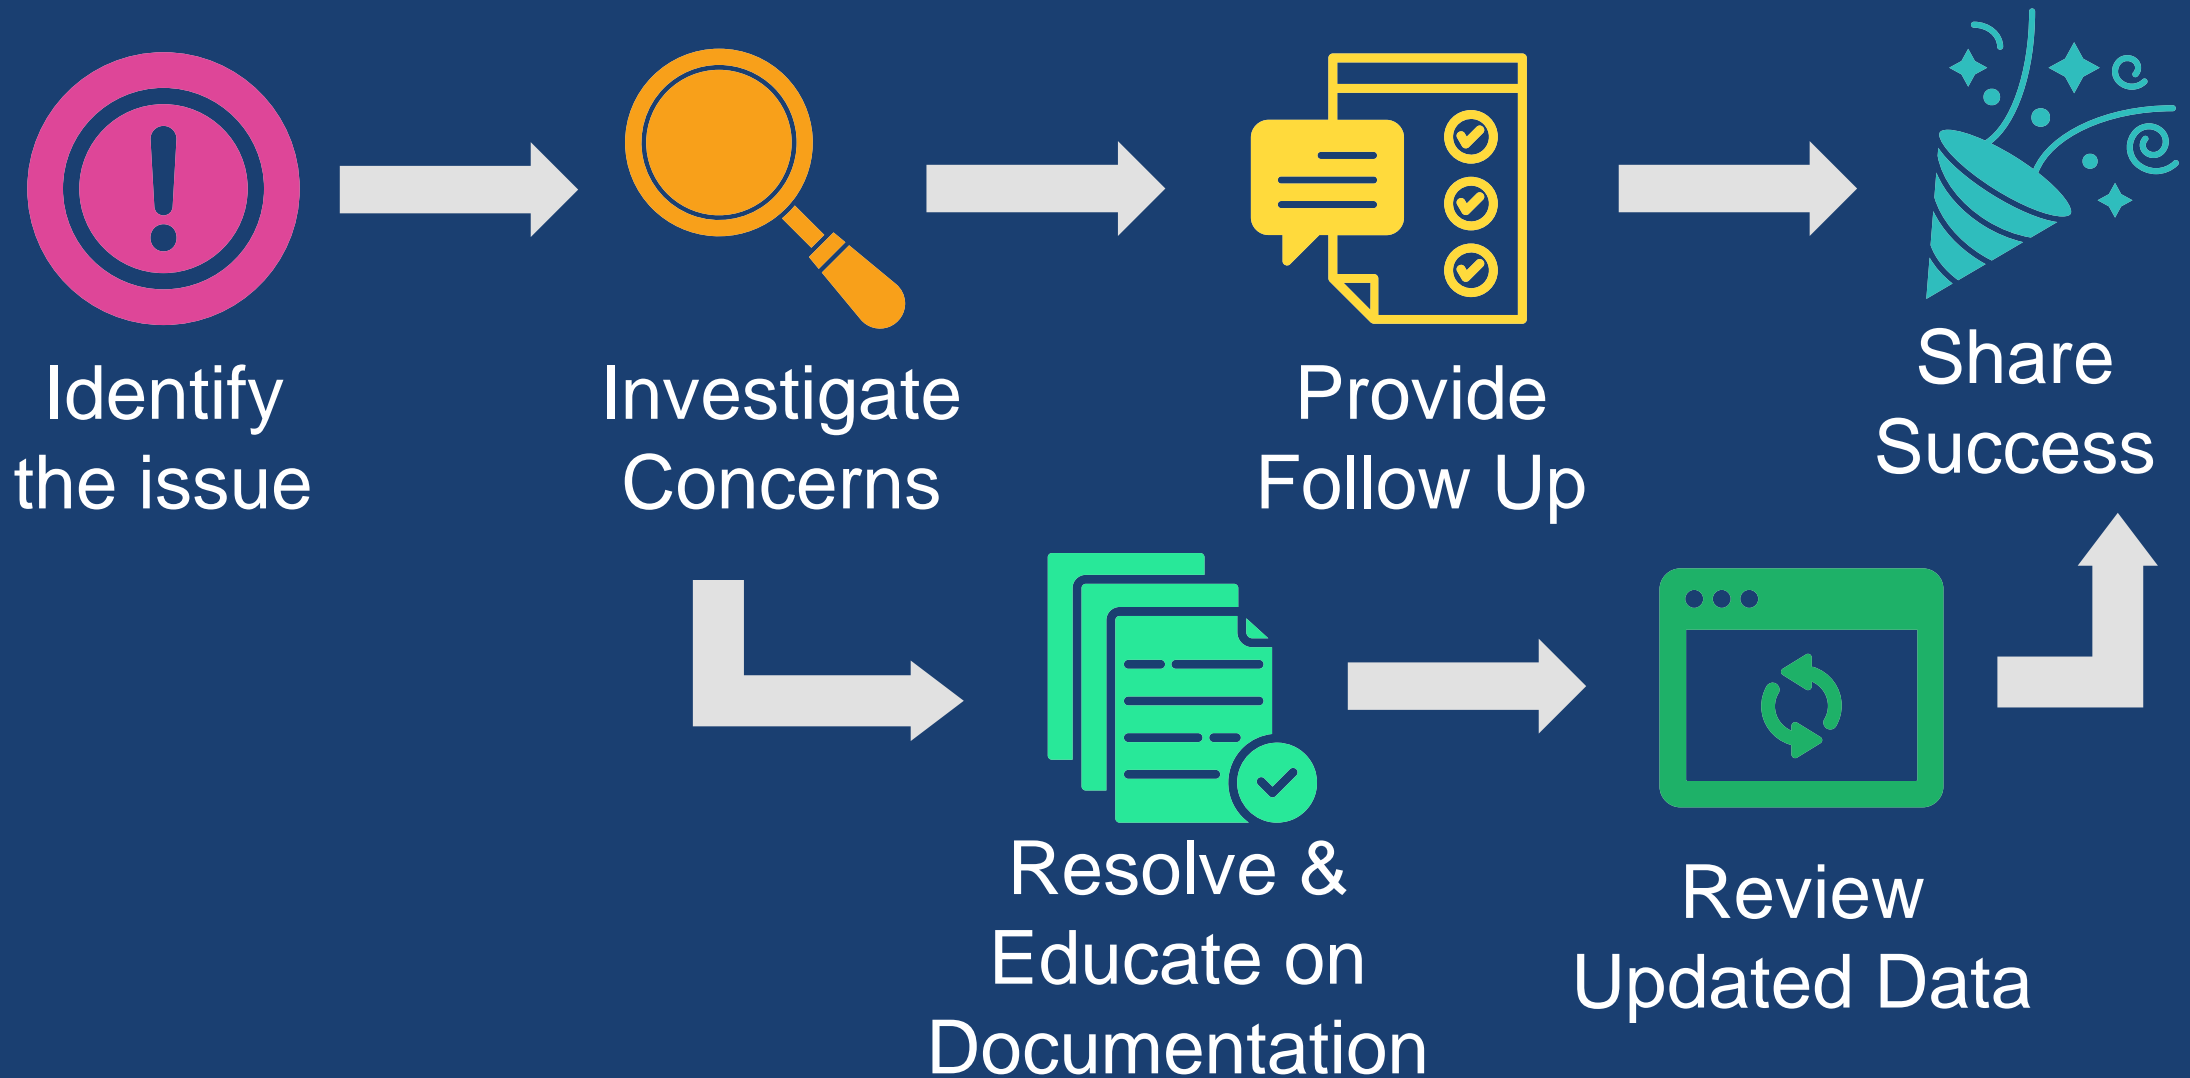 Identify
the issue
Investigate
Concerns
Provide
Follow Up
Share
Success
Resolve &
Educate on
Documentation
Review
Updated Data